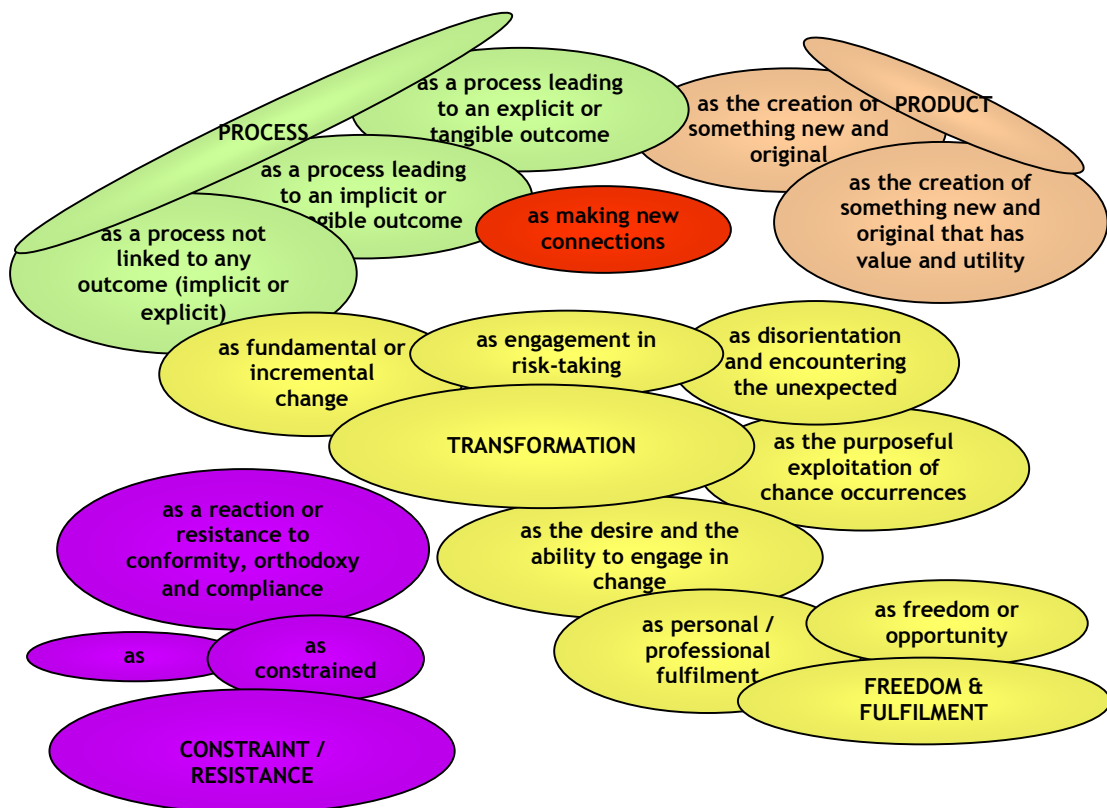 PROCESS
as a process leading
to an explicit or
tangible outcome
as a process leading
to an implicit or
tangible outcome
as a process not
linked to any
outcome (implicit or
explicit)
as making new
connections
as the creation of
something new and
original
PRODUCT
as the creation of
something new and
original that has
value and utility
as fundamental or
incremental
change
as engagement in
risk-taking
as disorientation
and encountering
the unexpected
TRANSFORMATION
as the purposeful
exploitation of
chance occurrences
as a reaction or
resistance to
conformity, orthodoxy
and compliance
as the desire and the
ability to engage in
change
as
as
constrained
as personal /
professional
fulfilment
as freedom or
opportunity
FREEDOM &
FULFILMENT
CONSTRAINT /
RESISTANCE